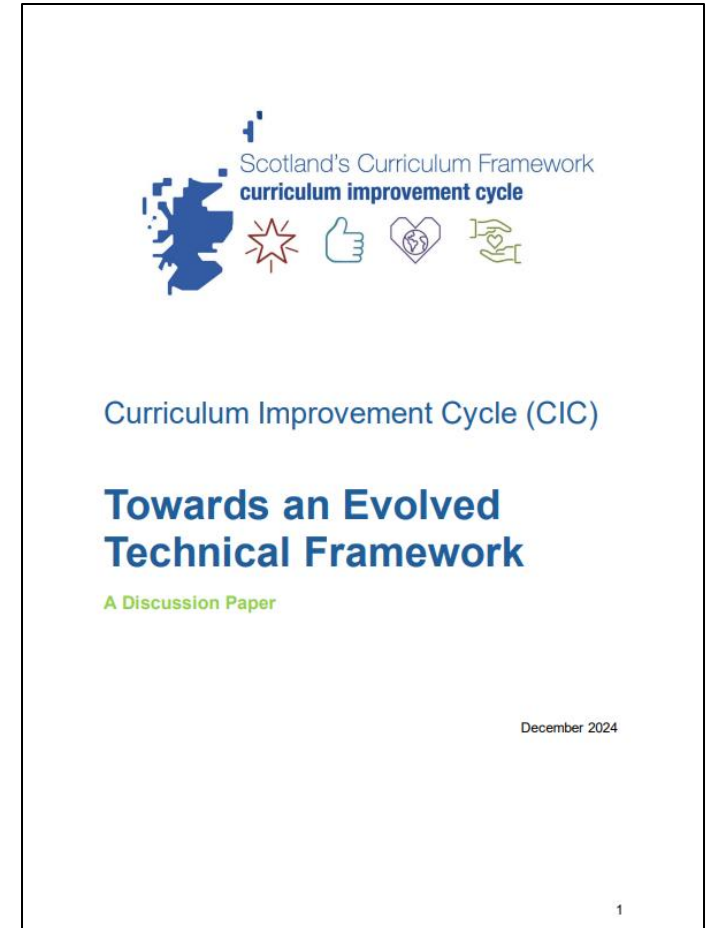 Scotland's Curriculum Framework
curriculum improvement cycle
Curriculum Improvement Cycle (CIC)
Towards an Evolved
Technical Framework
A Discussion Paper
December 2024
1